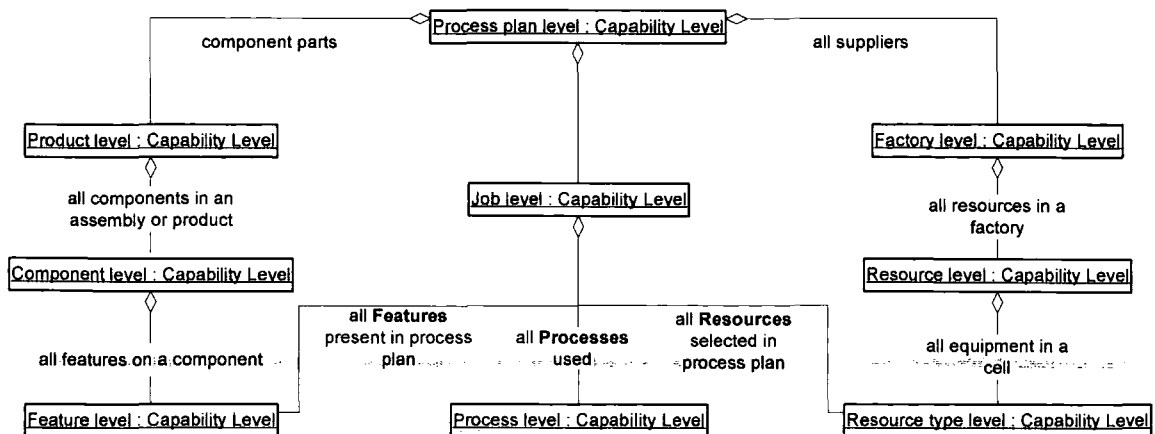 Process plan level : Capability Level
component parts
all suppliers
Product level : Capability Level
Factory level : Capability Level
all components in an
assembly or product
Job level : Capability Level
all resources in a
factory
Component level : Capability Level
Resource level : Capability Level
all Features
present in process
plan
all Processes
used
all Resources
selected in
process plan
all features on a component
all equipment in a
cell
Feature level : Capability Level
Process level : Capability Level
Resource type level : Capability Level